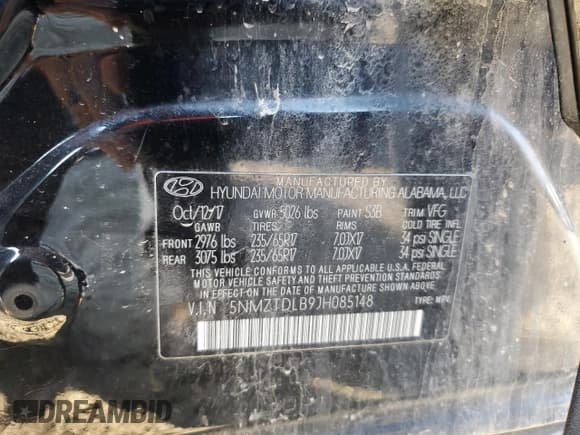 MANUFACTURED BY
HYUNDAI MOTOR MANUFACTURING ALABAMA, LLC
Oct/12/17 GVWR 5026 lbs PAINT S3B TRIM VFG
GAWR TIRES RIMS COLD TIRE INFL.
FRONT 2976 lbs 235/65R17 7.0JX17 34 psi SINGLE
REAR 3075 lbs 235/65R17 7.0JX17 34 psi SINGLE
THIS VEHICLE CONFORMS TO ALL APPLICABLE U.S.A. FEDERAL
MOTOR VEHICLE SAFETY AND THEFT PREVENTION
STANDARDS IN EFFECT ON THE DATE OF MANUFACTURE SHOWN ABOVE.
V.I.N 5NMZTDLB9JH085148
DREAMBID